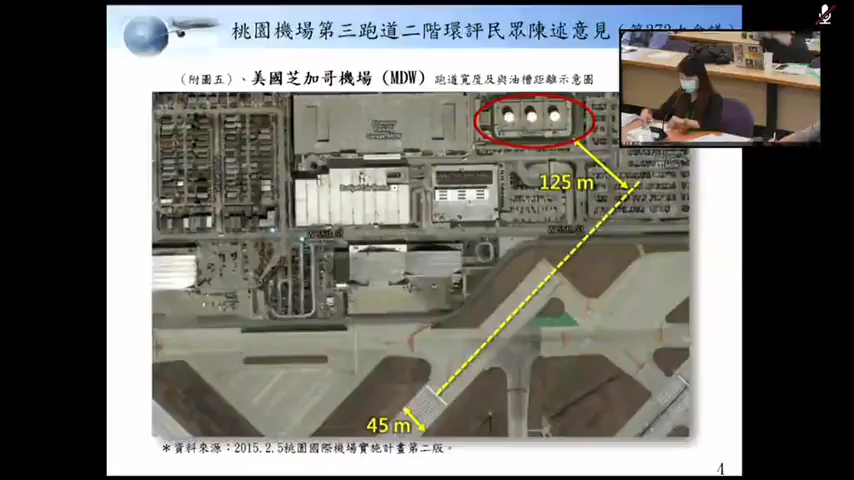 桃園機場第三跑道二階環評民眾陳述意見
（附圖五）、美國芝加哥機場（MDW）跑道寬度及與油槽距離示意圖
125 m
45 m
＊資料來源：2015.2.5桃園國際機場實施計畫第二版。
4